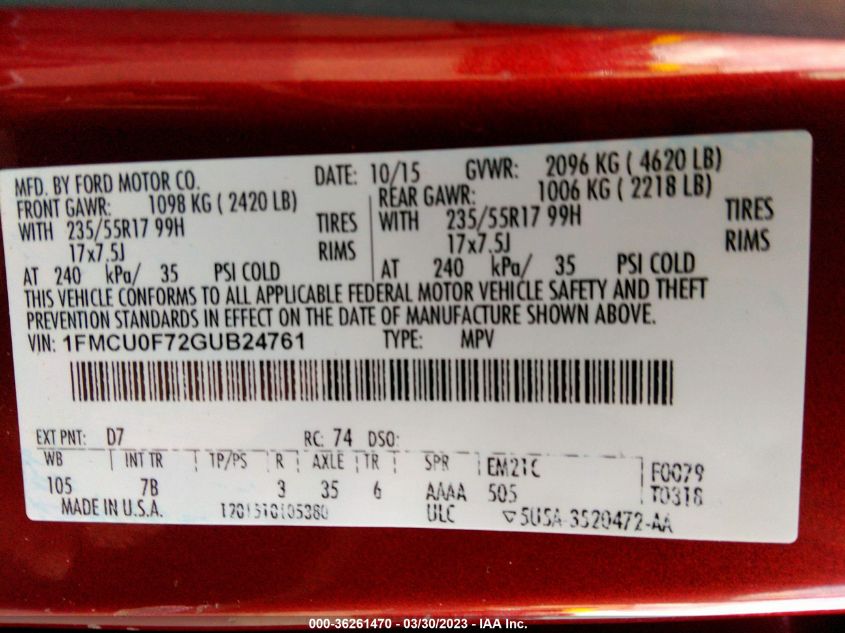 MFD. BY FORD MOTOR CO.
DATE: 10/15 GVWR: 2096 KG ( 4620 LB)
FRONT GAWR: 1098 KG ( 2420 LB)
REAR GAWR: 1006 KG ( 2218 LB)
WITH 235/55R17 99H TIRES
WITH 235/55R17 99H TIRES
17x7.5J RIMS
17x7.5J RIMS
AT 240 kPa/ 35 PSI COLD
AT 240 kPa/ 35 PSI COLD
THIS VEHICLE CONFORMS TO ALL APPLICABLE FEDERAL MOTOR VEHICLE SAFETY AND THEFT
PREVENTION STANDARDS IN EFFECT ON THE DATE OF MANUFACTURE SHOWN ABOVE.
VIN: 1FMCU0F72GUB24761 TYPE: MPV
EXT PNT: D7 RC: 74 DSO:
WB INT TR TP/PS R AXLE TR SPR EM21C F0079
105 7B 3 35 6 AAAA 505 T0318
MADE IN U.S.A. ULC 5U5A-3520472-AA
000-36261470 - 03/30/2023 - IAA Inc.